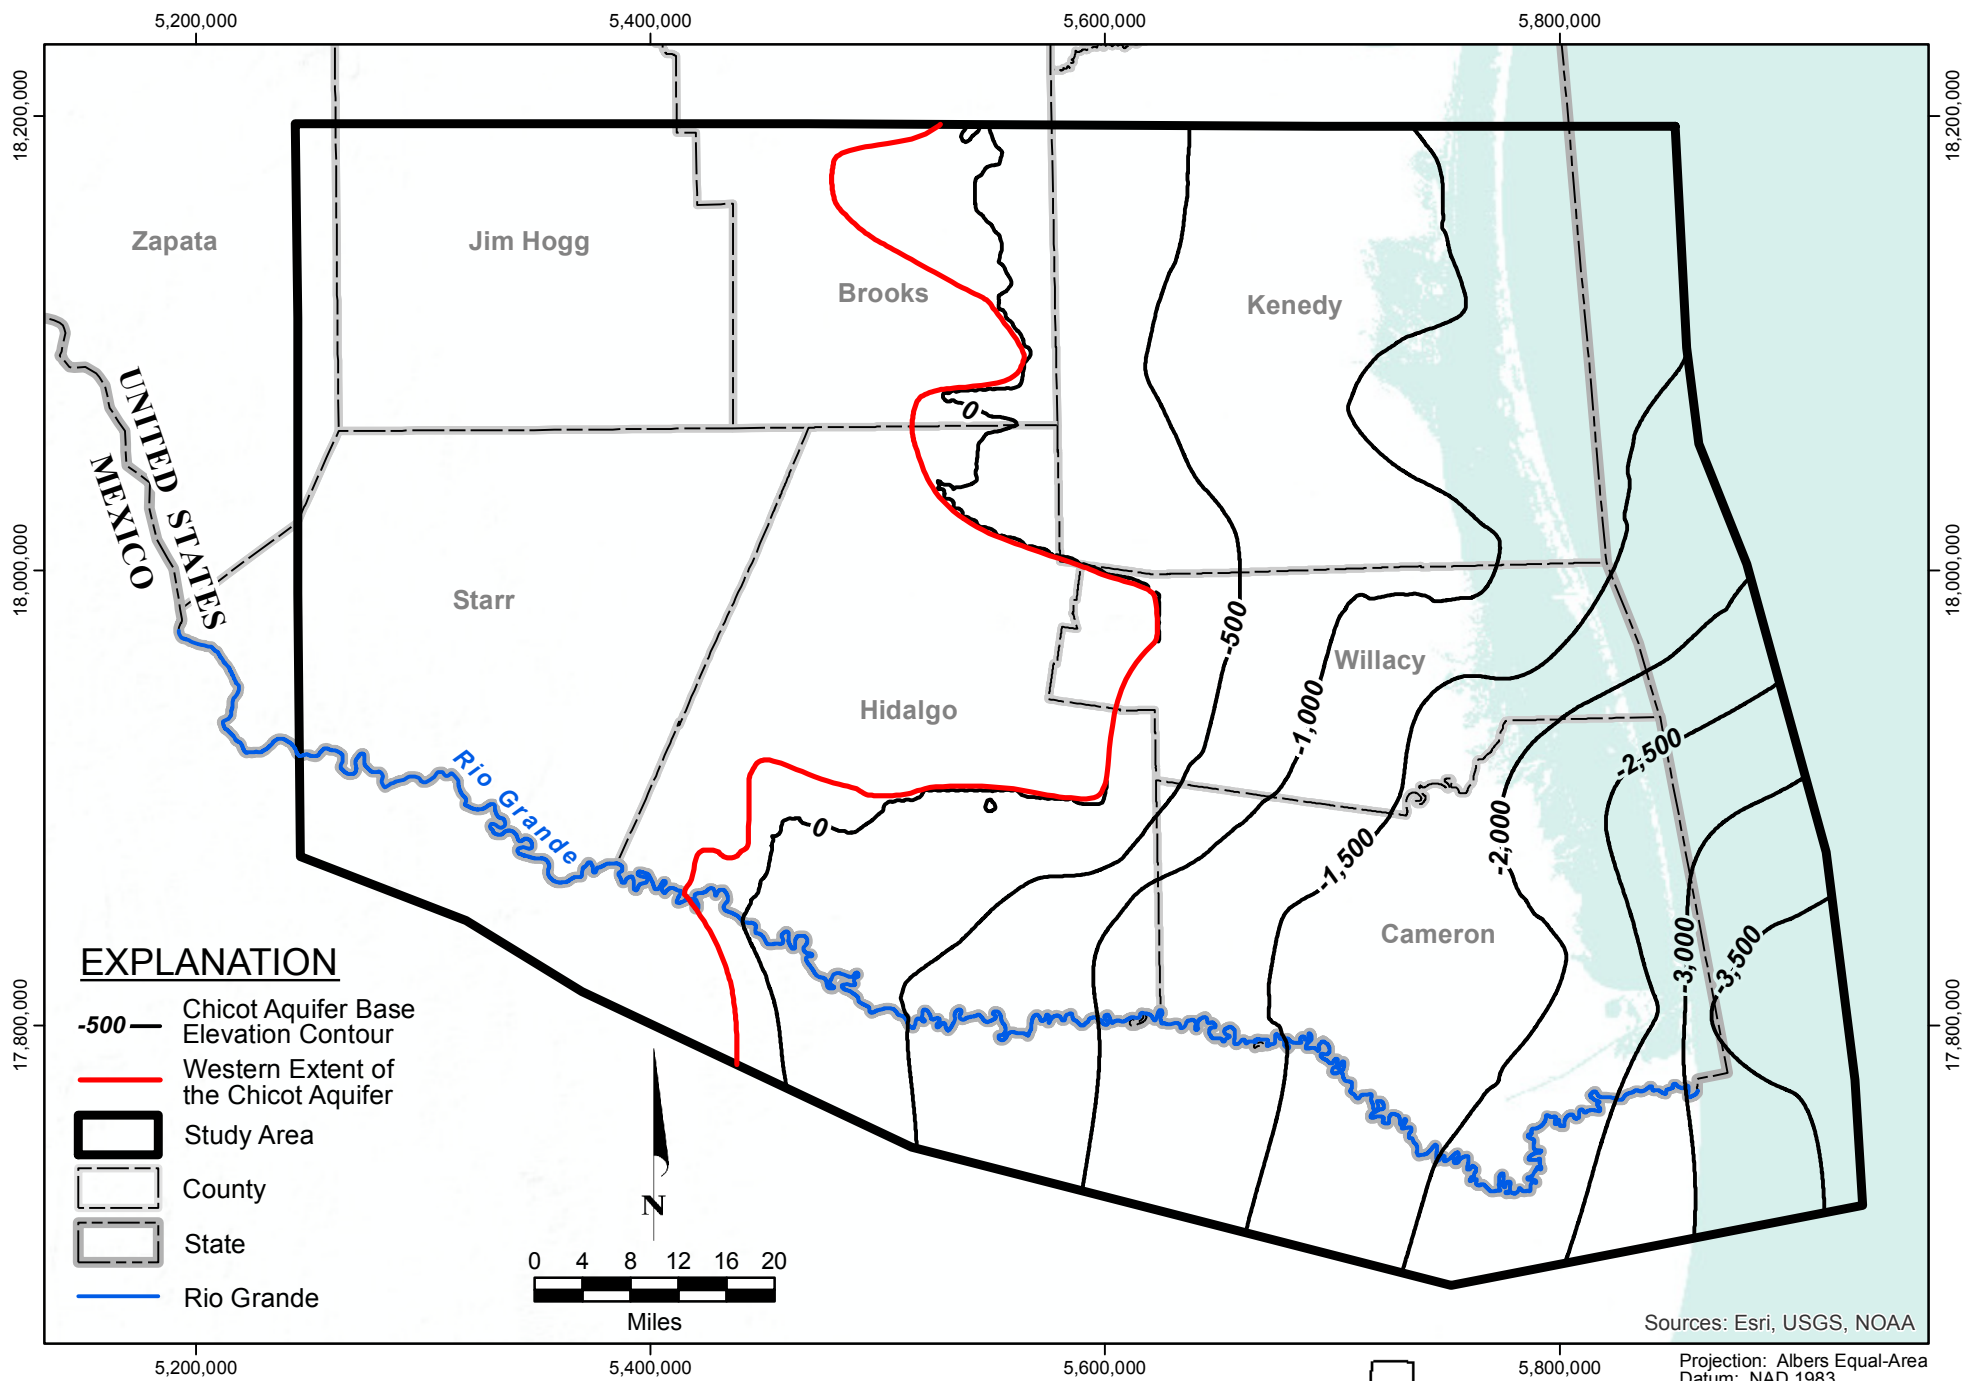 5,200,000
5,400,000
5,600,000
5,800,000
18,200,000
18,200,000
Zapata
Jim Hogg
Brooks
Kenedy
0
UNITED STATES
MEXICO
18,000,000
18,000,000
Starr
-500
Willacy
Hidalgo
-1,000
-2,500
Rio Grande
0
-2,000
-1,500
Cameron
-3,000
-3,500
17,800,000
17,800,000
EXPLANATION
-500
Chicot Aquifer Base
Elevation Contour
Western Extent of
the Chicot Aquifer
Study Area
County
State
Rio Grande
N
0 4 8 12 16 20
Miles
Sources: Esri, USGS, NOAA
5,200,000
5,400,000
5,600,000
5,800,000
Projection: Albers Equal-Area
Datum: NAD 1983